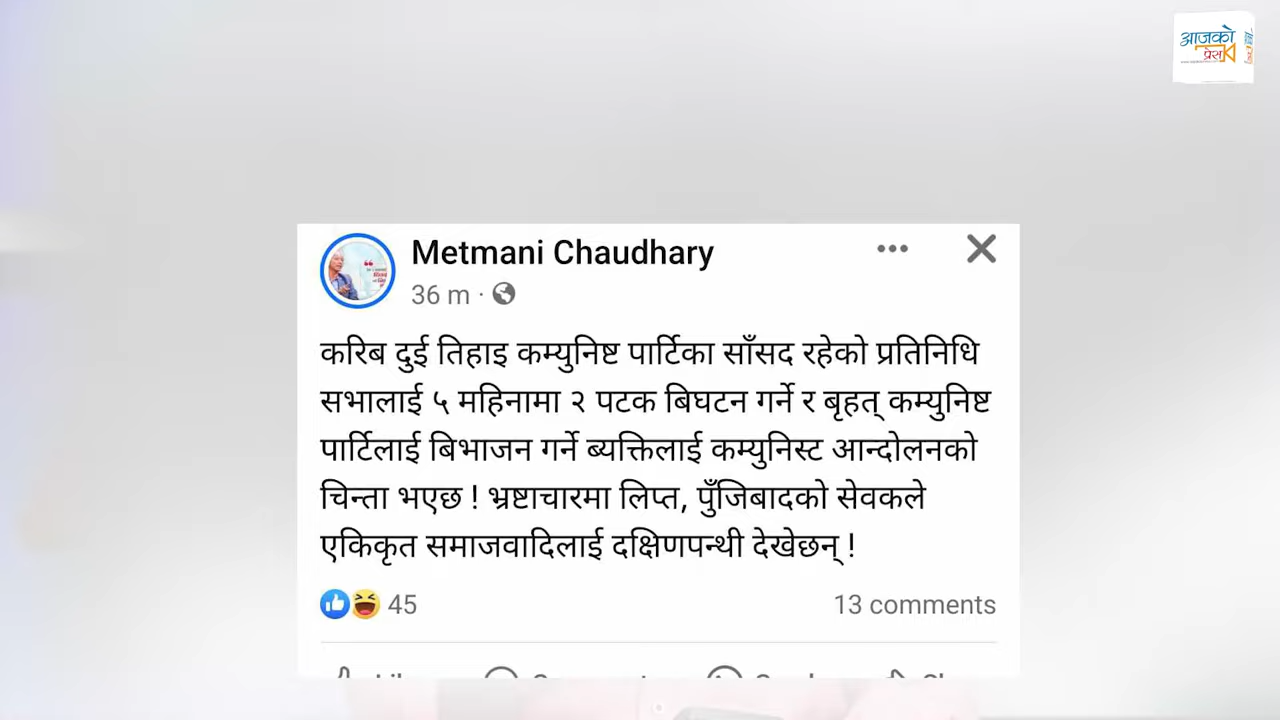 आजको
प्रेस
Metmani Chaudhary
36 m ·
करिब दुई तिहाइ कम्युनिष्ट पार्टिका साँसद रहेको प्रतिनिधि
सभालाई ५ महिनामा २ पटक बिघटन गर्ने र बृहत् कम्युनिष्ट
पार्टिलाई बिभाजन गर्ने ब्यक्तिलाई कम्युनिस्ट आन्दोलनको
चिन्ता भएछ ! भ्रष्टाचारमा लिप्त, पुँजिबादको सेवकले
एकिकृत समाजवादिलाई दक्षिणपन्थी देखेछन् !
45
13 comments